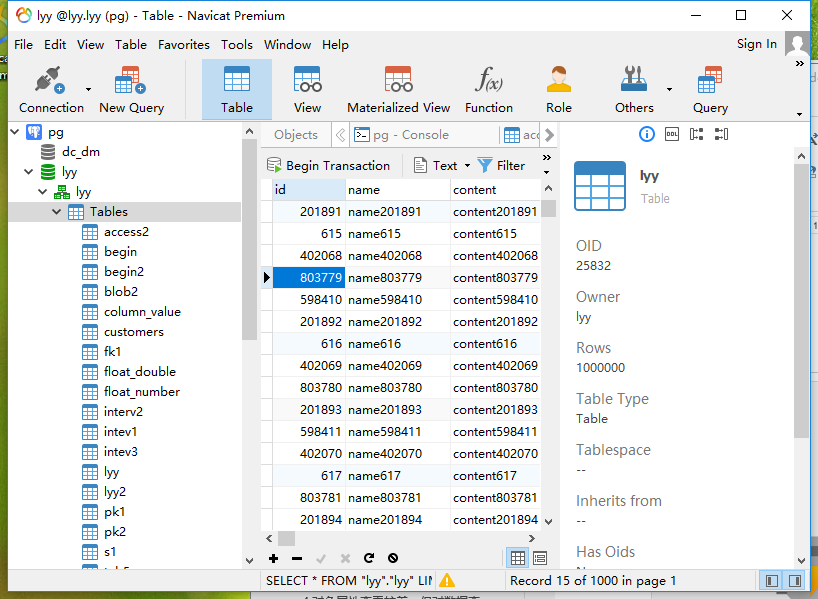 lyy @lyy.lyy (pg) - Table - Navicat Premium
File Edit View Table Favorites Tools Window Help
Sign In
Connection New Query Table View Materialized View Function Role Others Query
pg
dc_dm
lyy
lyy
Tables
access2
begin
begin2
blob2
column_value
customers
fk1
float_double
float_number
interv2
intev1
intev3
lyy
lyy2
pk1
pk2
s1
Objects pg - Console acc
Begin Transaction Text Filter
id name content
201891 name201891 content201891
615 name615 content615
402068 name402068 content402068
803779 name803779 content803779
598410 name598410 content598410
201892 name201892 content201892
616 name616 content616
402069 name402069 content402069
803780 name803780 content803780
201893 name201893 content201893
598411 name598411 content598411
402070 name402070 content402070
617 name617 content617
803781 name803781 content803781
201894 name201894 content201894
DDL
lyy
Table
OID
25832
Owner
lyy
Rows
1000000
Table Type
Table
Tablespace
--
Inherits from
--
Has Oids
SELECT * FROM "lyy"."lyy" LIM
Record 15 of 1000 in page 1